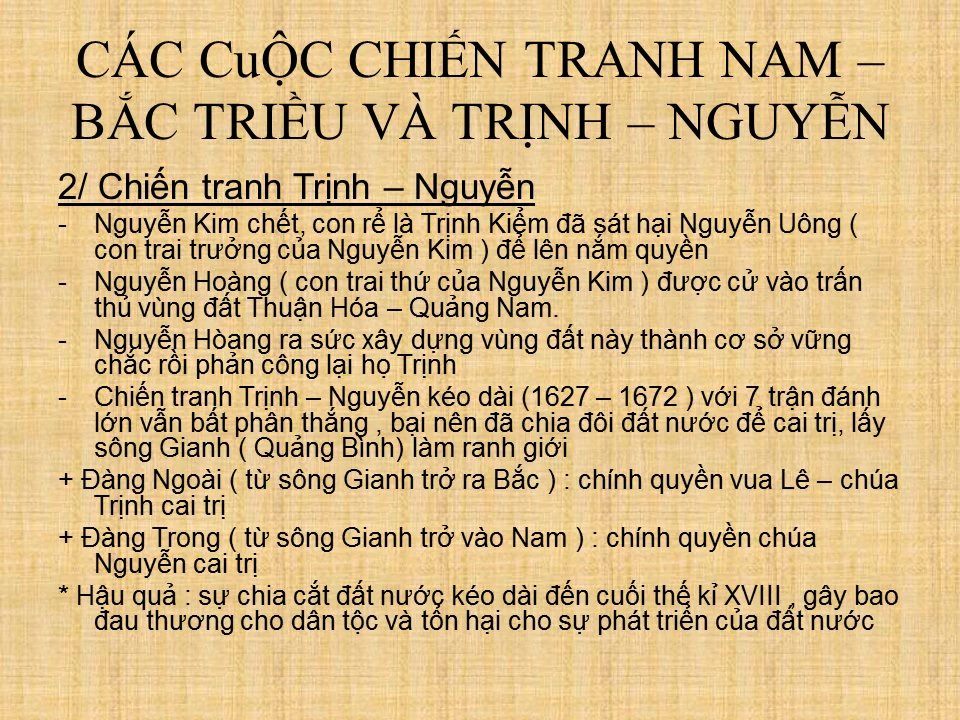 CÁC CuỘC CHIẾN TRANH NAM –
BẮC TRIỀU VÀ TRỊNH – NGUYỄN
2/ Chiến tranh Trịnh – Nguyễn
- Nguyễn Kim chết, con rể là Trịnh Kiểm đã sát hại Nguyễn Uông (
con trai trưởng của Nguyễn Kim ) để lên nắm quyền
- Nguyễn Hoàng ( con trai thứ của Nguyễn Kim ) được cử vào trấn
thủ vùng đất Thuận Hóa – Quảng Nam.
- Nguyễn Hòang ra sức xây dựng vùng đất này thành cơ sở vững
chắc rồi phản công lại họ Trịnh
- Chiến tranh Trịnh – Nguyễn kéo dài (1627 – 1672 ) với 7 trận đánh
lớn vẫn bất phân thắng , bại nên đã chia đôi đất nước để cai trị, lấy
sông Gianh ( Quảng Bình) làm ranh giới
+ Đàng Ngoài ( từ sông Gianh trở ra Bắc ) : chính quyền vua Lê – chúa
Trịnh cai trị
+ Đàng Trong ( từ sông Gianh trở vào Nam ) : chính quyền chúa
Nguyễn cai trị
* Hậu quả : sự chia cắt đất nước kéo dài đến cuối thế kỉ XVIII , gây bao
đau thương cho dân tộc và tổn hại cho sự phát triển của đất nước